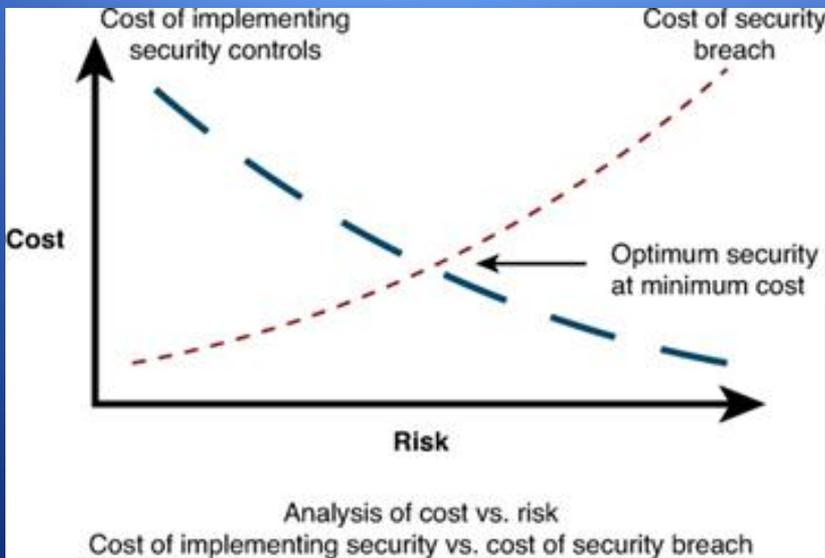 Cost of implementing
security controls
Cost of security
breach
Cost
Optimum security
at minimum cost
Risk
Analysis of cost vs. risk
Cost of implementing security vs. cost of security breach